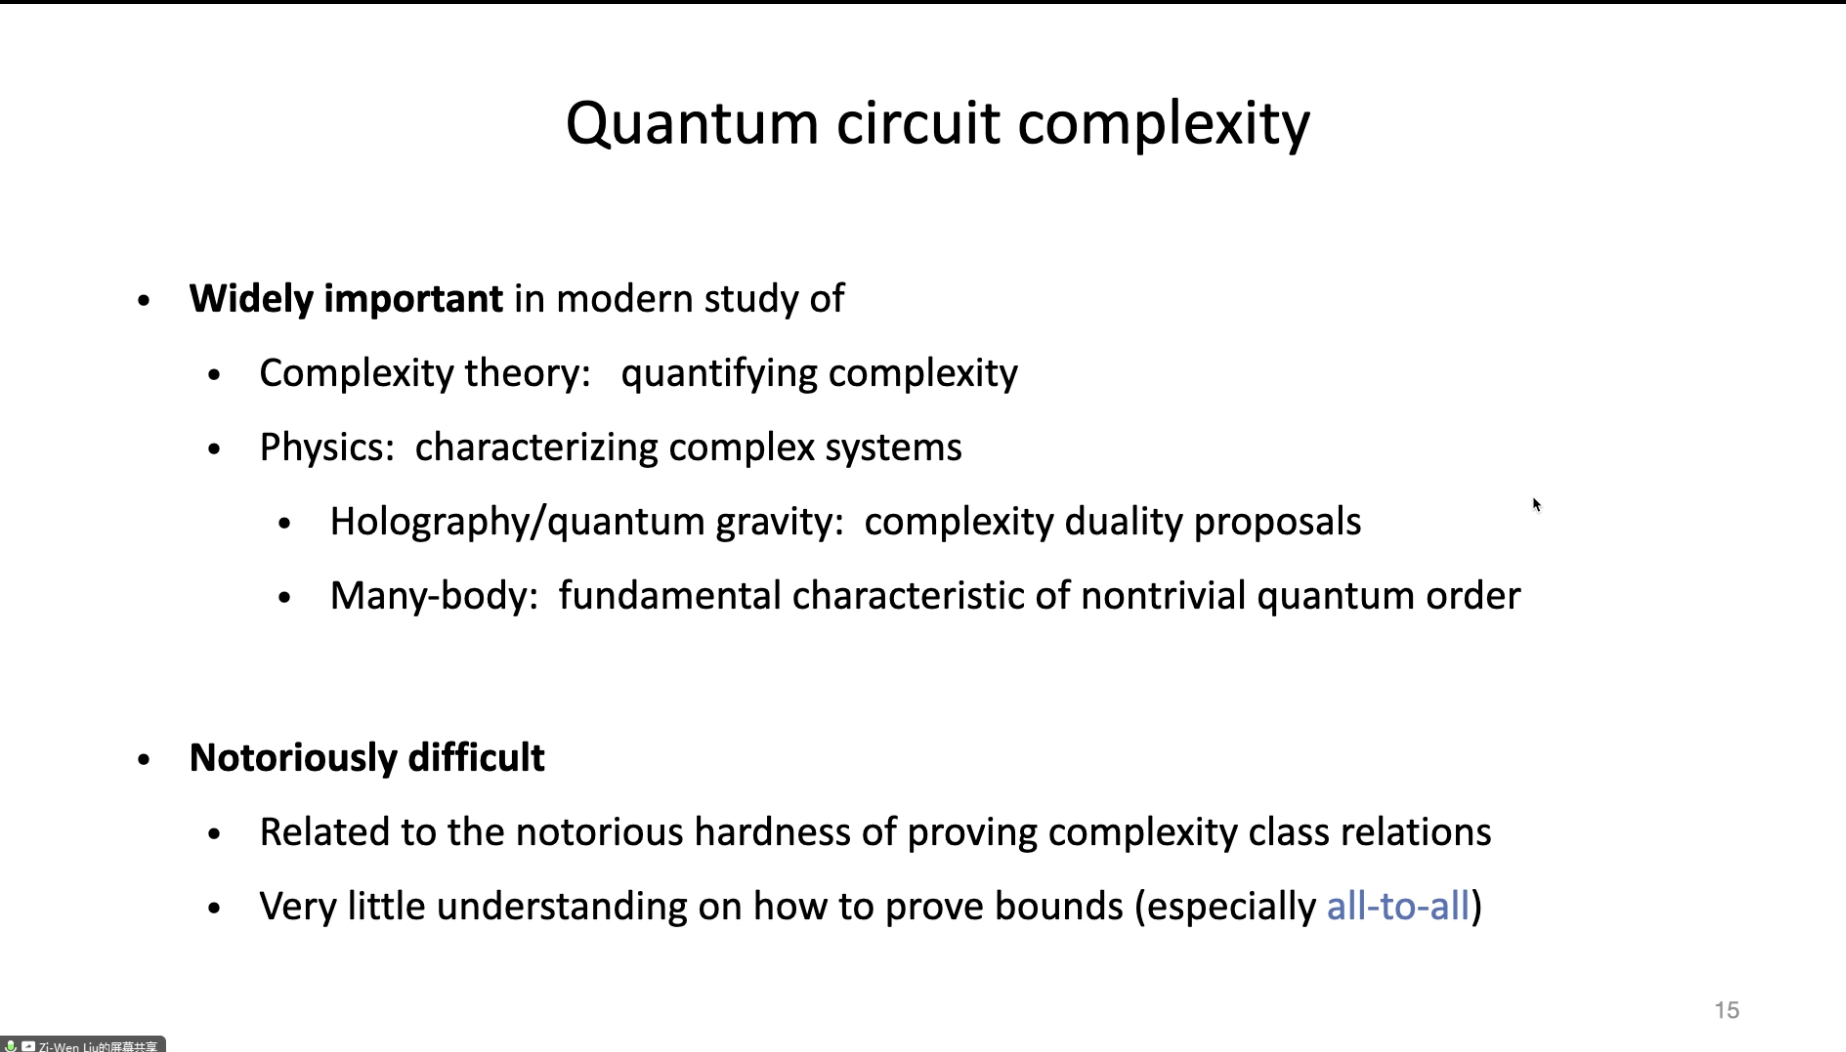 Quantum circuit complexity
• Widely important in modern study of
• Complexity theory: quantifying complexity
• Physics: characterizing complex systems
• Holography/quantum gravity: complexity duality proposals
• Many-body: fundamental characteristic of nontrivial quantum order
• Notoriously difficult
• Related to the notorious hardness of proving complexity class relations
• Very little understanding on how to prove bounds (especially all-to-all)
15
Zi-Wen Liu的屏幕共享